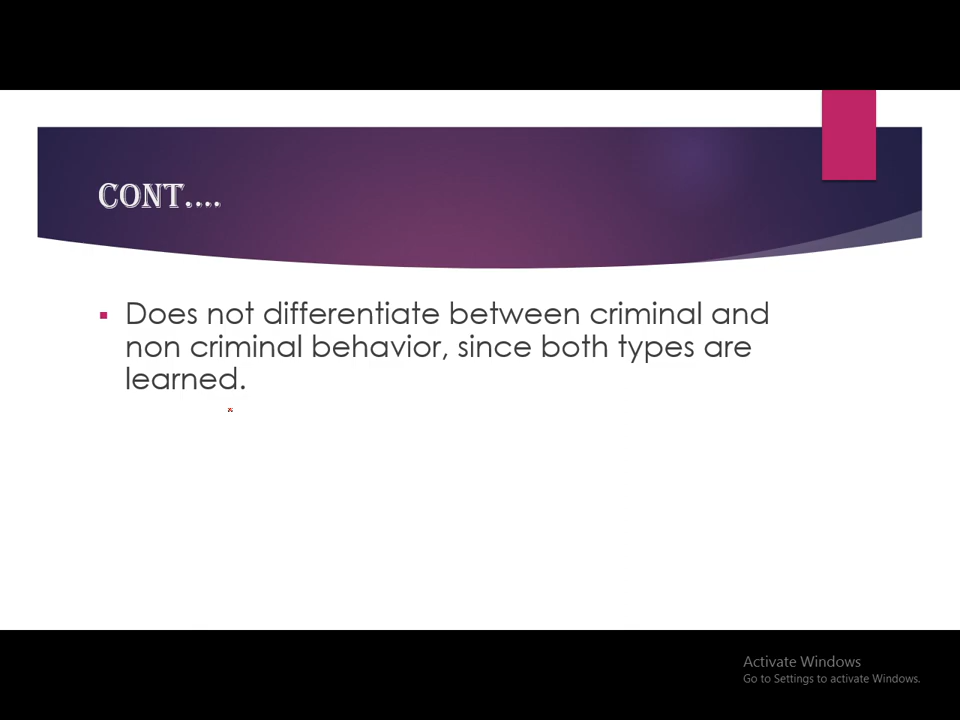 CONT....
▪ Does not differentiate between criminal and
non criminal behavior, since both types are
learned.
Activate Windows
Go to Settings to activate Windows.